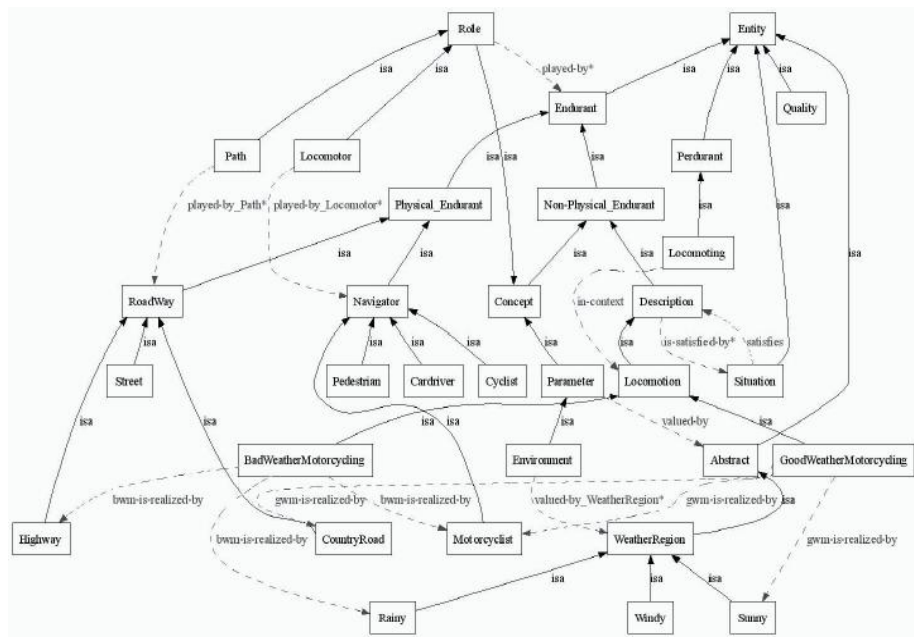 Role Entity
isa isa played-by* isa isa isa
Endurant Quality
Path Locomotor isa isa isa Perdurant
played-by_Path* played-by_Locomotor* Physical_Endurant Non-Physical_Endurant isa isa
isa isa isa isa Locomoting isa
RoadWay Navigator Concept in-context Description
isa isa isa isa isa isa is-satisfied-by* satisfies
Street Pedestrian Cardriver Cyclist Parameter Locomotion Situation
isa isa isa isa isa valued-by isa
BadWeatherMotorcycling Environment Abstract GoodWeatherMotorcycling
bwm-is-realized-by gwm-is-realized-by bwm-is-realized-by valued-by_WeatherRegion* gwm-is-realized-by isa
Highway bwm-is-realized-by CountryRoad Motorcyclist WeatherRegion gwm-is-realized-by
isa isa isa
Rainy Windy Sunny